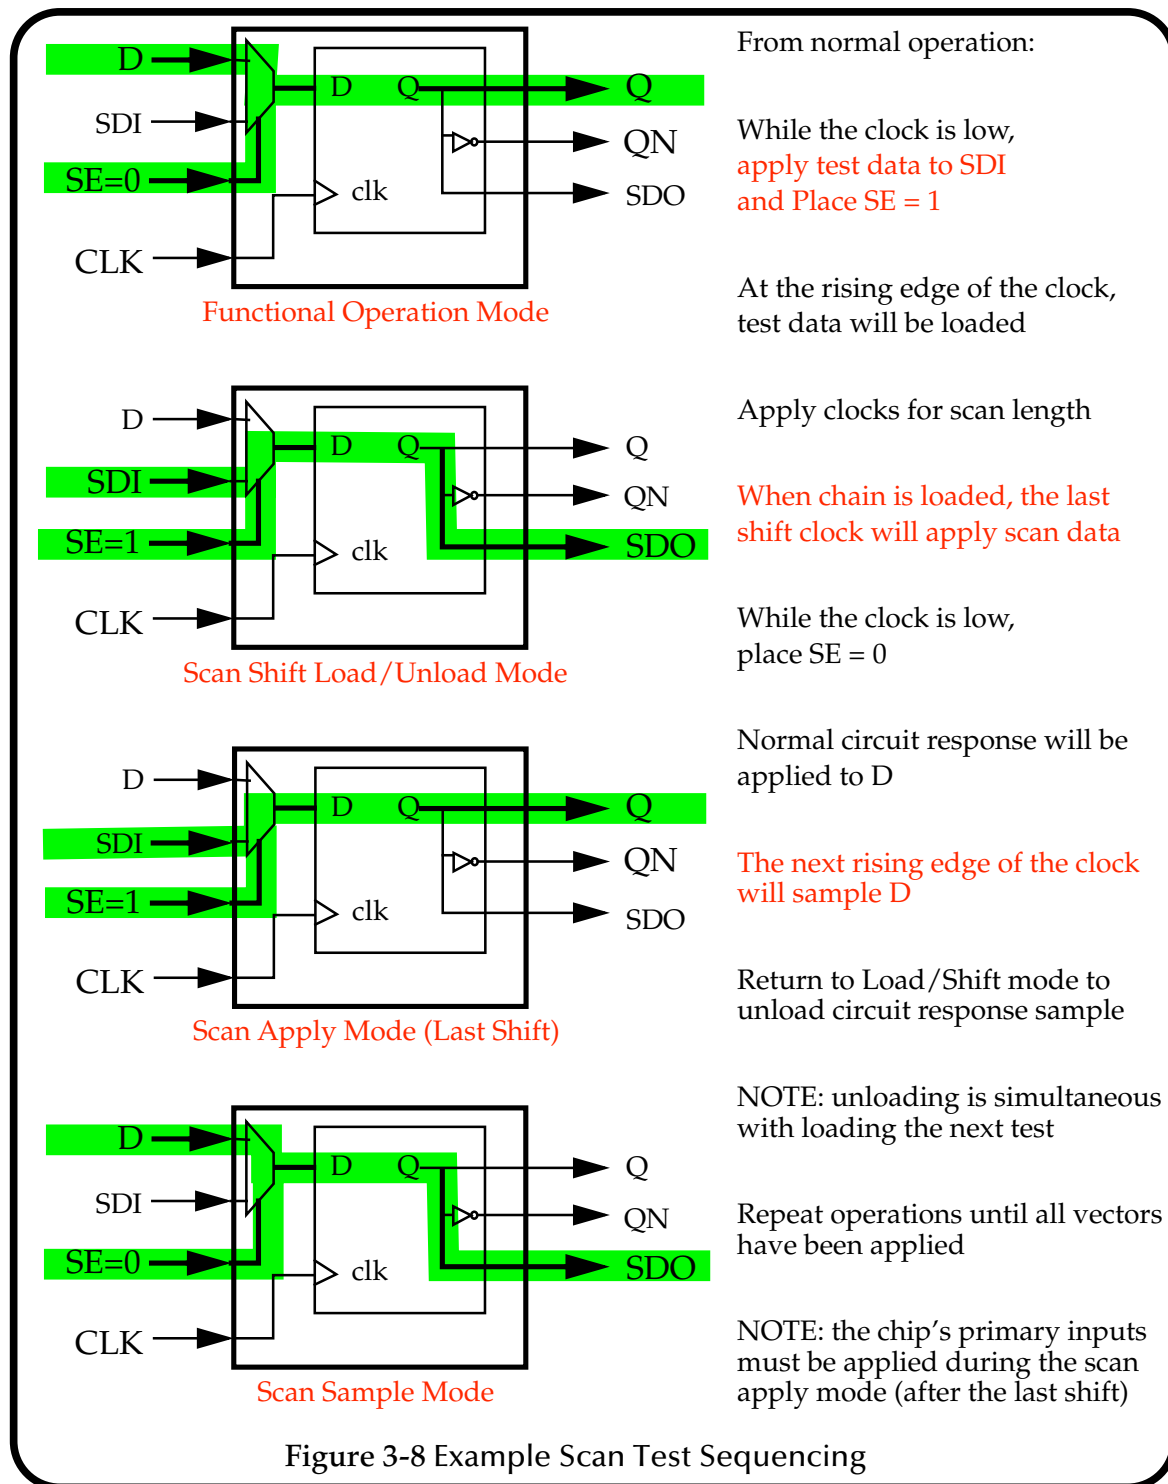 D
SDI
SE=0
CLK
D Q
clk
Q
QN
SDO
Functional Operation Mode
D
SDI
SE=1
CLK
D Q
clk
Q
QN
SDO
Scan Shift Load/Unload Mode
D
SDI
SE=1
CLK
D Q
clk
Q
QN
SDO
Scan Apply Mode (Last Shift)
D
SDI
SE=0
CLK
D Q
clk
Q
QN
SDO
Scan Sample Mode
From normal operation:
While the clock is low,
apply test data to SDI
and Place SE = 1
At the rising edge of the clock,
test data will be loaded
Apply clocks for scan length
When chain is loaded, the last
shift clock will apply scan data
While the clock is low,
place SE = 0
Normal circuit response will be
applied to D
The next rising edge of the clock
will sample D
Return to Load/Shift mode to
unload circuit response sample
NOTE: unloading is simultaneous
with loading the next test
Repeat operations until all vectors
have been applied
NOTE: the chip's primary inputs
must be applied during the scan
apply mode (after the last shift)
Figure 3-8 Example Scan Test Sequencing